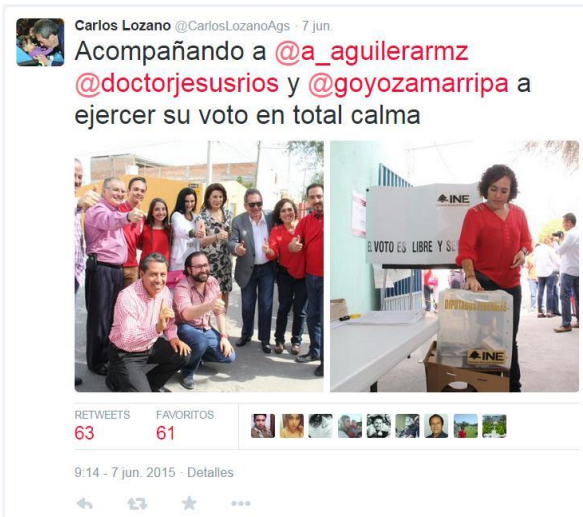 Carlos Lozano @CarlosLozanoAgs · 7 jun.
Acompañando a @a_aguilerarmz
@doctorjesusrios y @goyozamarripa a
ejercer su voto en total calma
INE
EL VOTO ES LIBRE Y SE
DIPUTADOS FEDERALES
INE
RETWEETS
FAVORITOS
63
61
9:14 - 7 jun. 2015 · Detalles